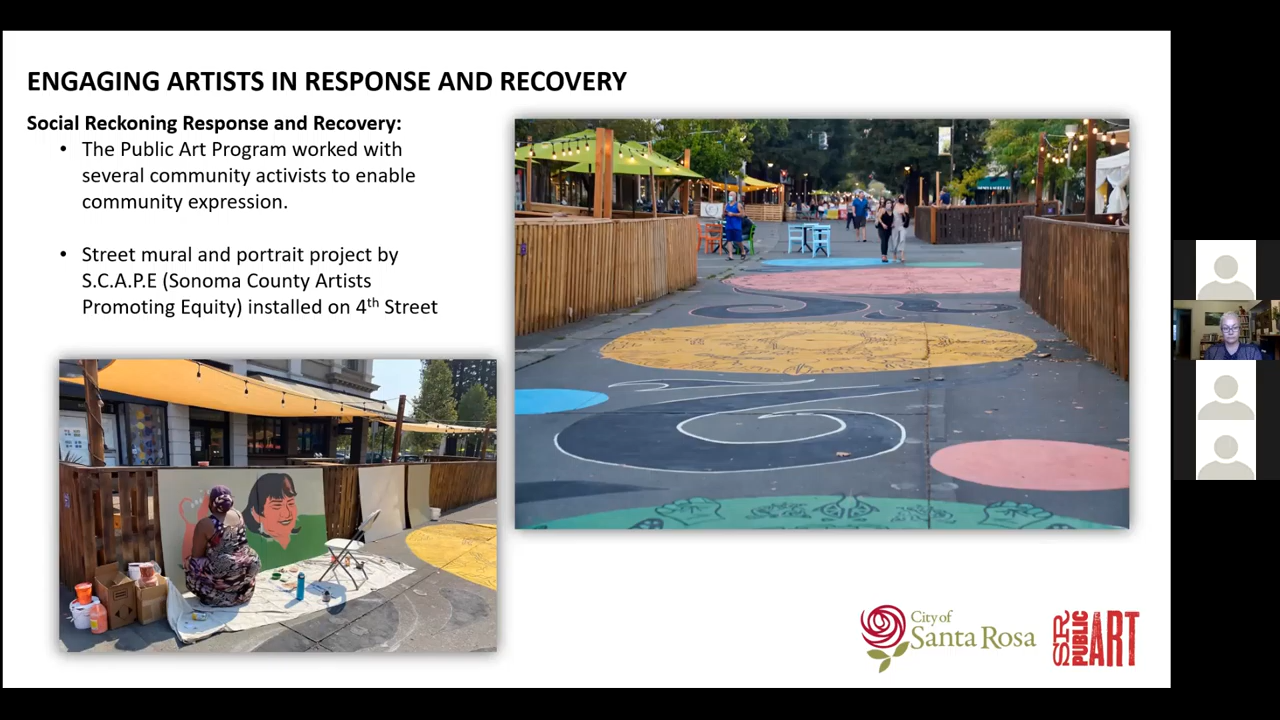 ENGAGING ARTISTS IN RESPONSE AND RECOVERY
Social Reckoning Response and Recovery:
• The Public Art Program worked with
several community activists to enable
community expression.
• Street mural and portrait project by
S.C.A.P.E (Sonoma County Artists
Promoting Equity) installed on 4th Street
City of
Santa Rosa
SR
PUBLIC
ART